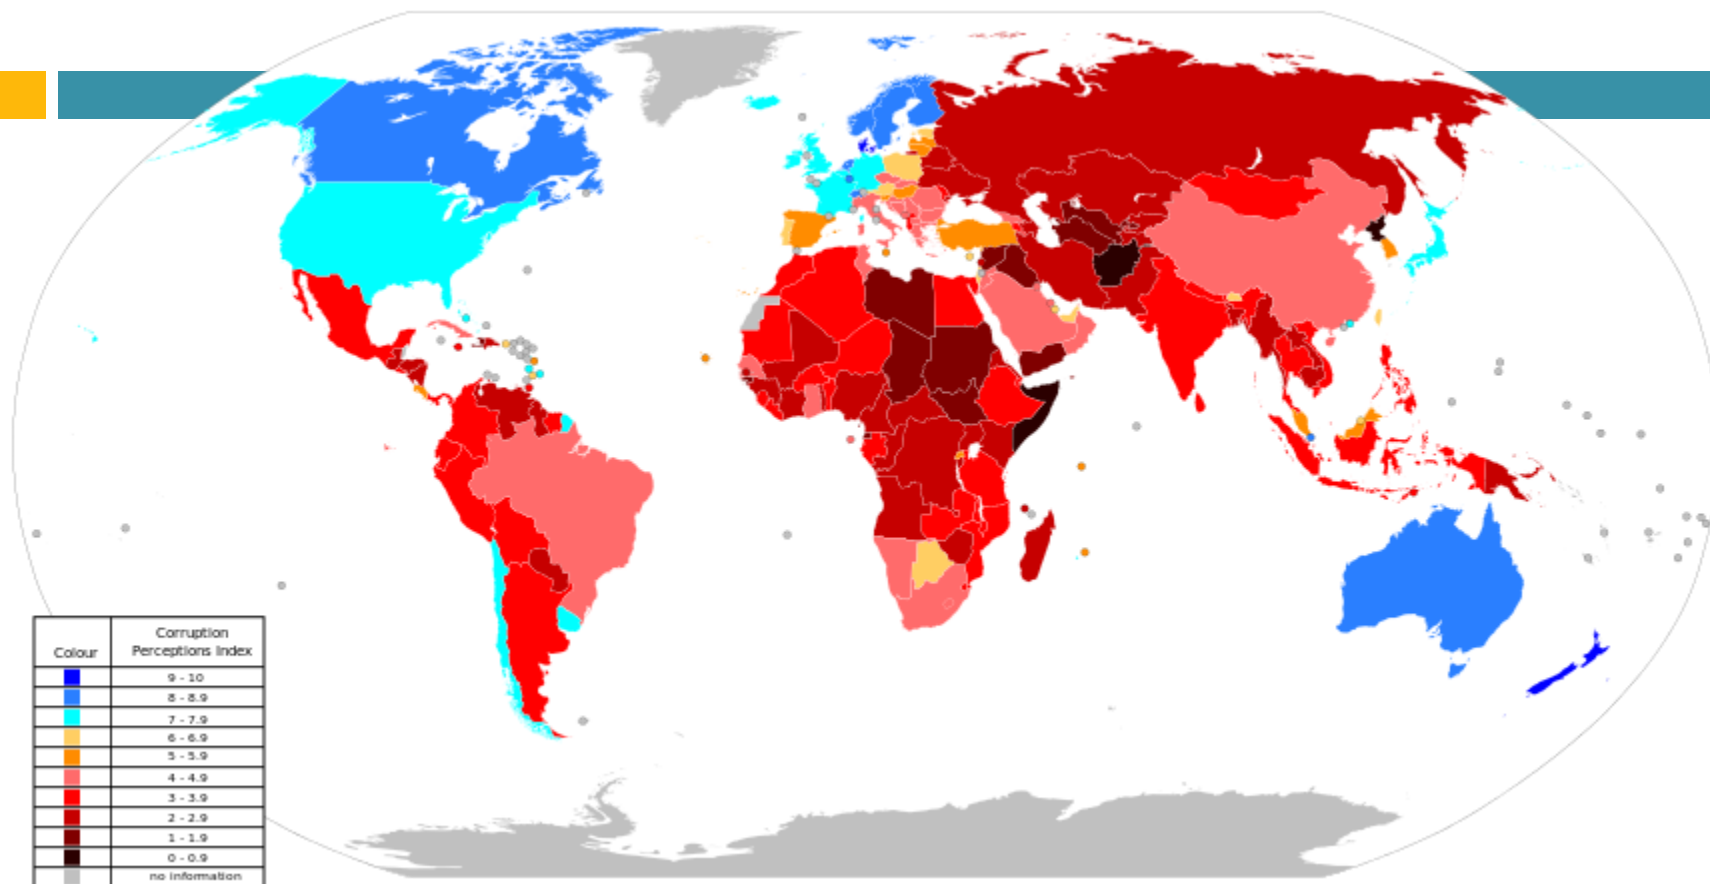 Colour
Corruption
Perceptions Index
9 - 10
8 - 8.9
7 - 7.9
6 - 6.9
5 - 5.9
4 - 4.9
3 - 3.9
2 - 2.9
1 - 1.9
0 - 0.9
no information